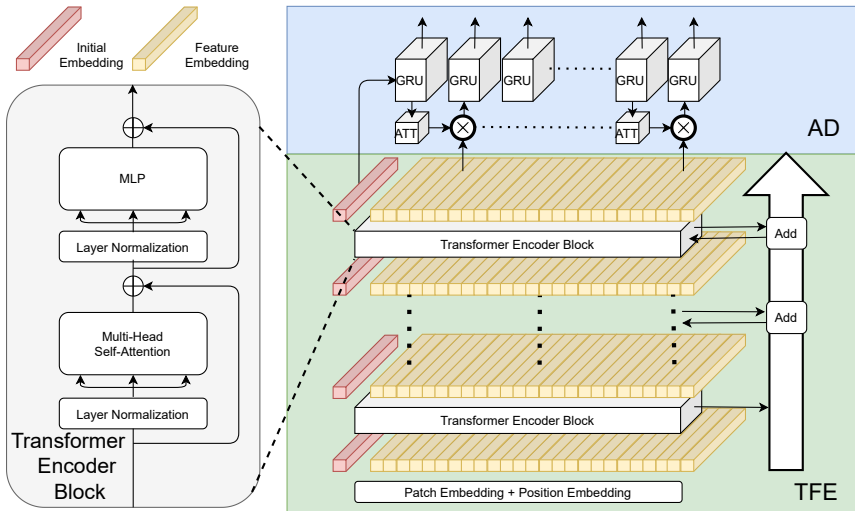 Initial
Embedding
Feature
Embedding
MLP
Layer Normalization
Multi-Head
Self-Attention
Layer Normalization
Transformer
Encoder
Block
GRU
GRU
GRU
GRU
GRU
ATT
ATT
AD
Transformer Encoder Block
Add
Add
Transformer Encoder Block
Patch Embedding + Position Embedding
TFE